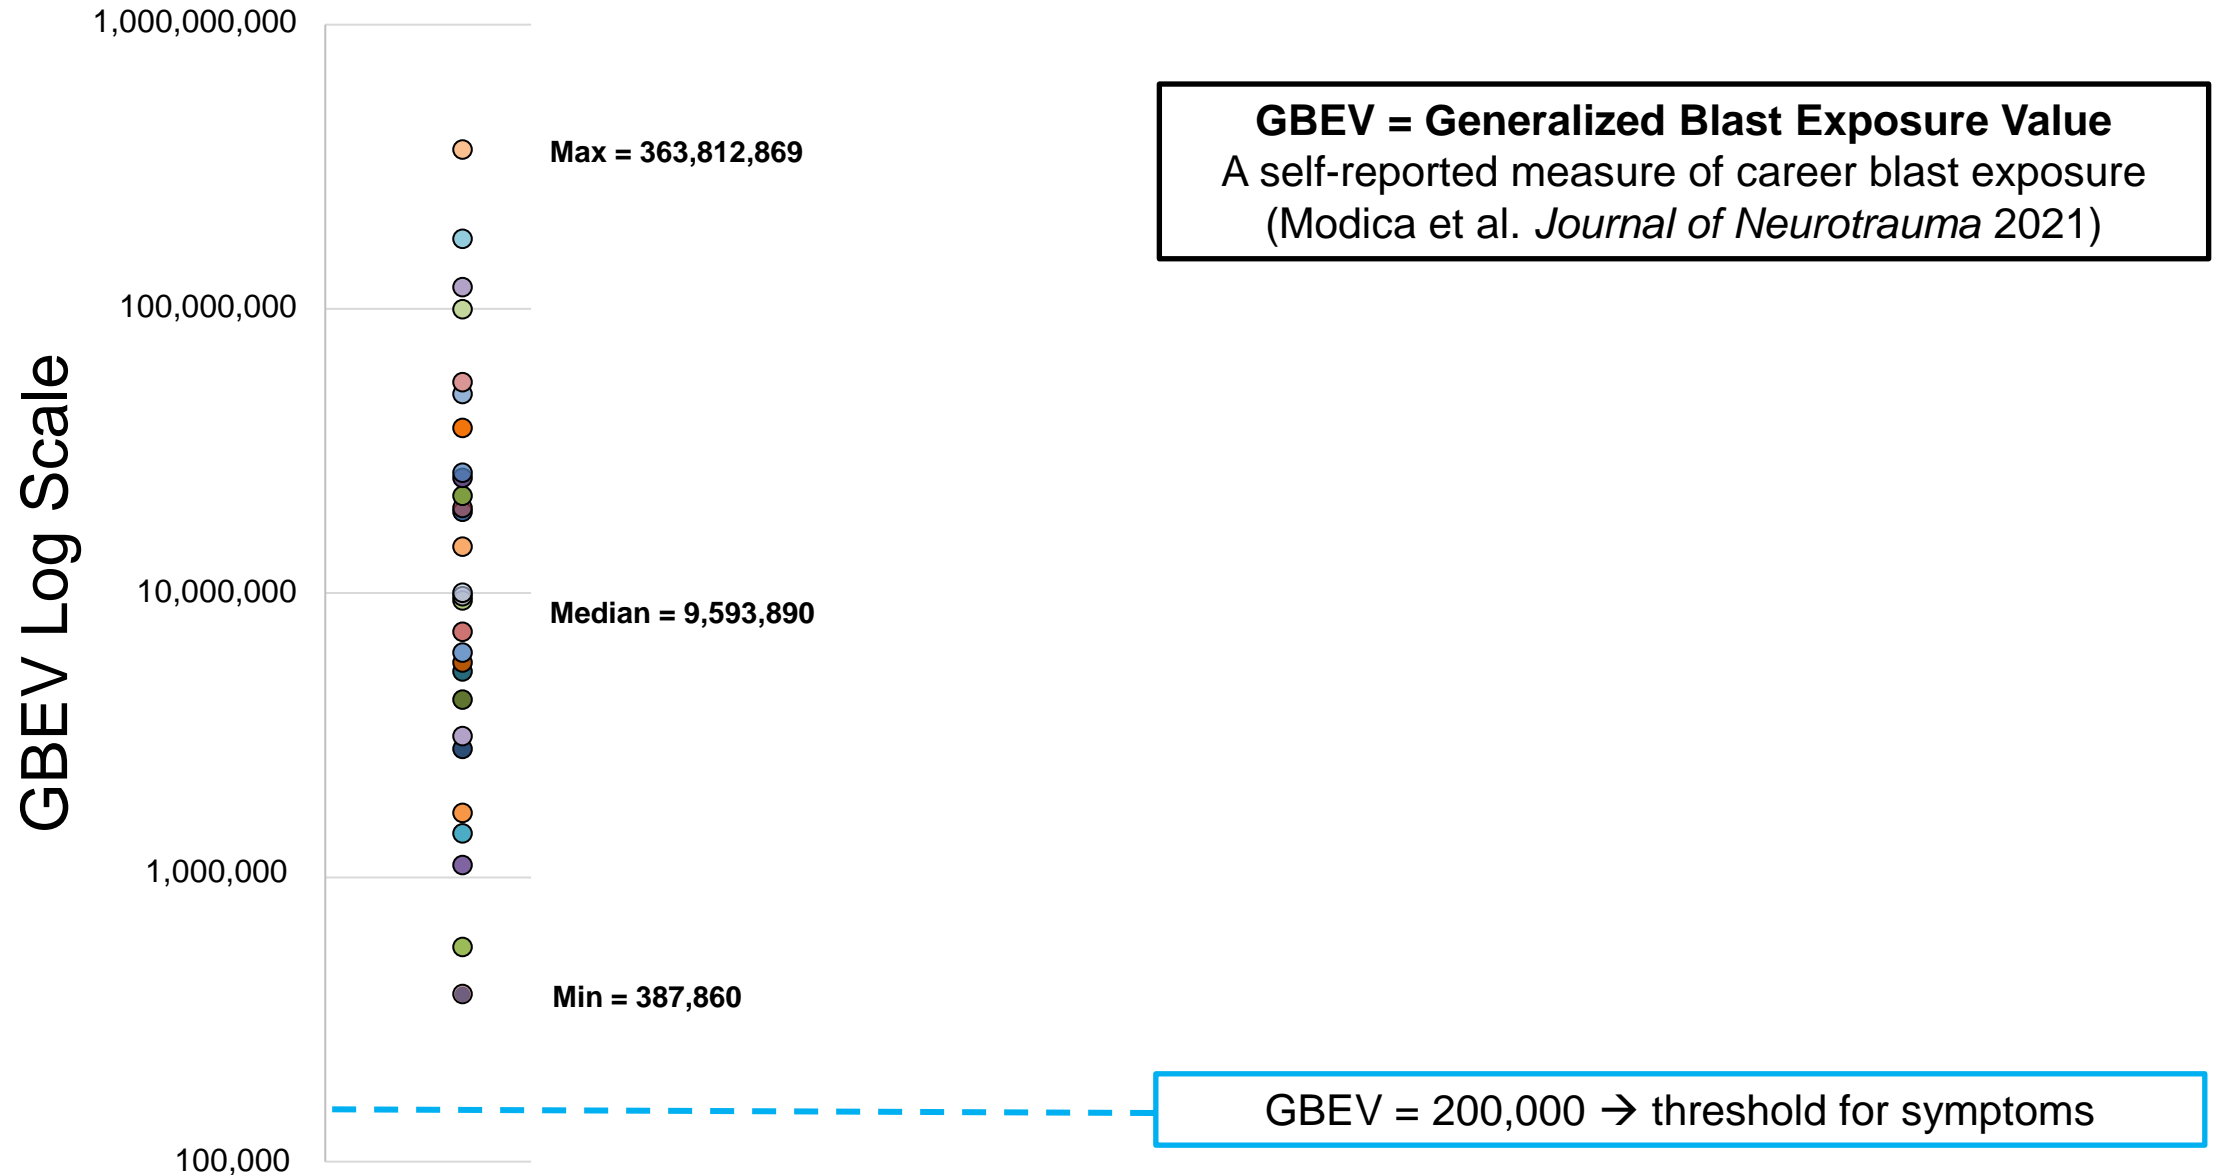 1,000,000,000
GBEV = Generalized Blast Exposure Value
A self-reported measure of career blast exposure
(Modica et al. Journal of Neurotrauma 2021)
Max = 363,812,869
100,000,000
GBEV Log Scale
10,000,000
Median = 9,593,890
1,000,000
Min = 387,860
GBEV = 200,000 → threshold for symptoms
100,000